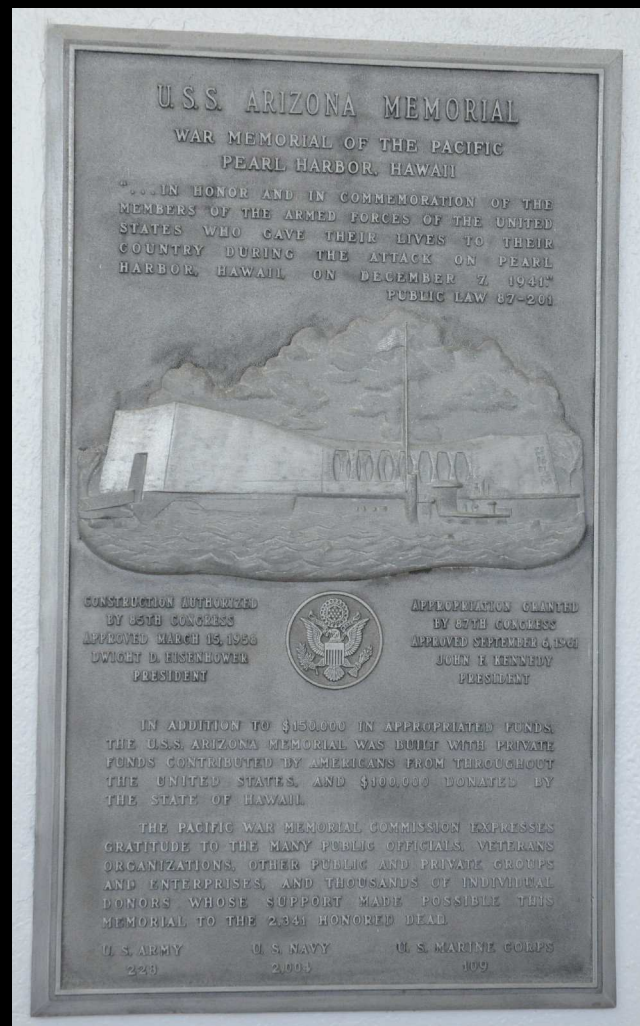 U.S.S. ARIZONA MEMORIAL
WAR MEMORIAL OF THE PACIFIC
PEARL HARBOR, HAWAII
"...IN HONOR AND IN COMMEMORATION OF THE
MEMBERS OF THE ARMED FORCES OF THE UNITED
STATES WHO GAVE THEIR LIVES TO THEIR
COUNTRY DURING THE ATTACK ON PEARL
HARBOR, HAWAII, ON DECEMBER 7, 1941."
PUBLIC LAW 87-201
CONSTRUCTION AUTHORIZED
BY 85TH CONGRESS
APPROVED MARCH 15, 1958
DWIGHT D. EISENHOWER
PRESIDENT
APPROPRIATION GRANTED
BY 87TH CONGRESS
APPROVED SEPTEMBER 6, 1961
JOHN F. KENNEDY
PRESIDENT
IN ADDITION TO $150,000 IN APPROPRIATED FUNDS,
THE U.S.S. ARIZONA MEMORIAL WAS BUILT WITH PRIVATE
FUNDS CONTRIBUTED BY AMERICANS FROM THROUGHOUT
THE UNITED STATES, AND $100,000 DONATED BY
THE STATE OF HAWAII.
THE PACIFIC WAR MEMORIAL COMMISSION EXPRESSES
GRATITUDE TO THE MANY PUBLIC OFFICIALS, VETERANS
ORGANIZATIONS, OTHER PUBLIC AND PRIVATE GROUPS
AND ENTERPRISES, AND THOUSANDS OF INDIVIDUAL
DONORS WHOSE SUPPORT MADE POSSIBLE THIS
MEMORIAL TO THE 2,341 HONORED DEAD.
U. S. ARMY U. S. NAVY U. S. MARINE CORPS
228 2,004 109